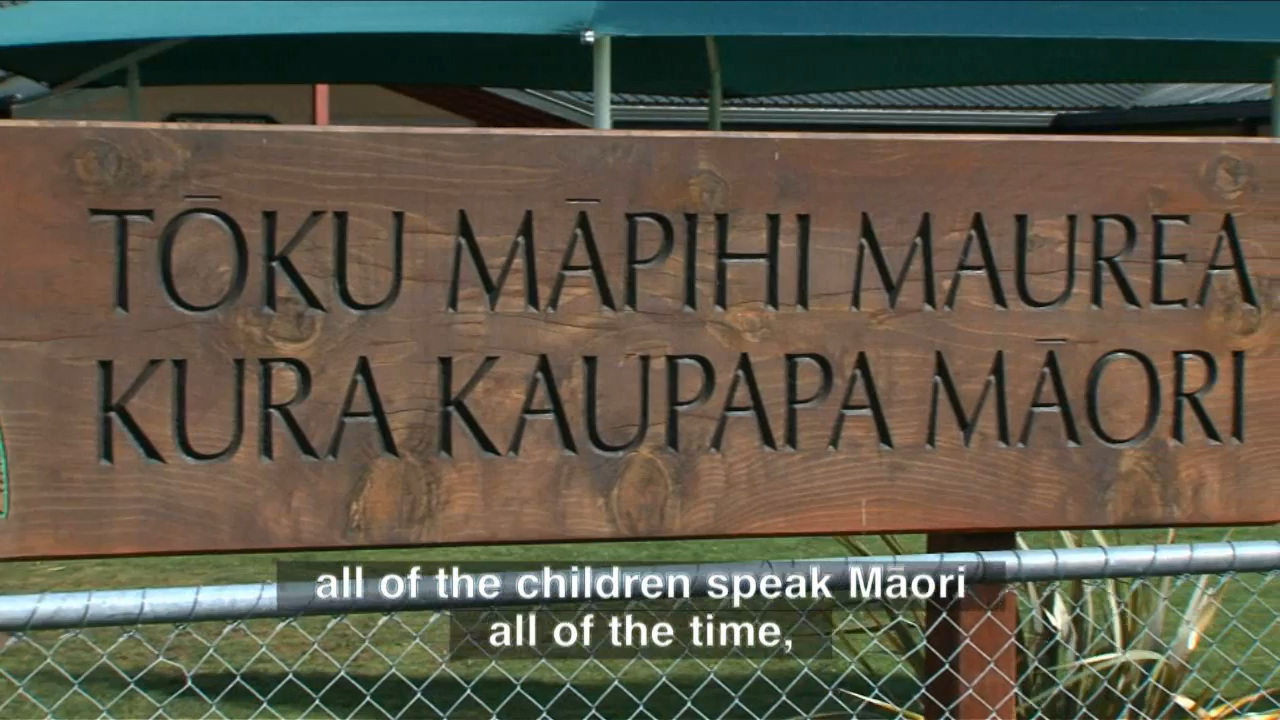 TŌKU MĀPIHI MAUREA
KURA KAUPAPA MĀORI
all of the children speak Māori
all of the time,